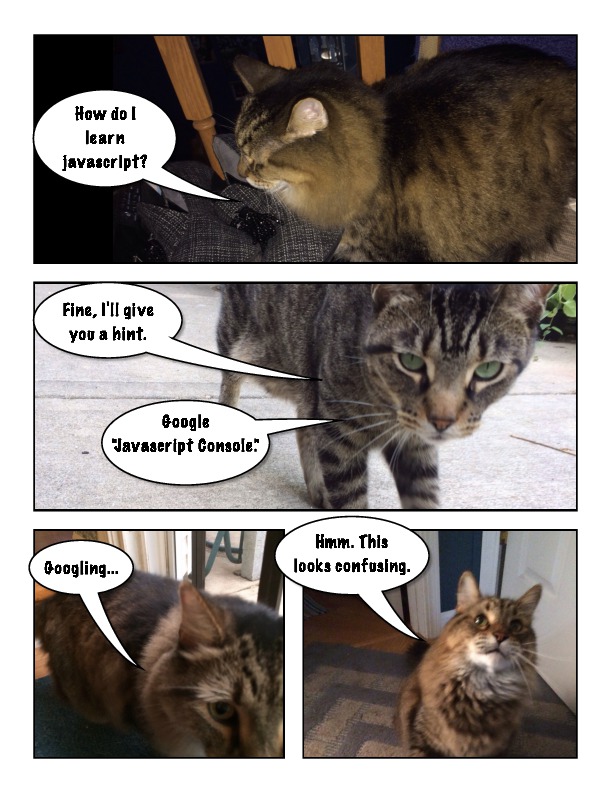 How do I
learn
javascript?
Fine, I'll give
you a hint.
Google
"Javascript Console."
Googling...
Hmm. This
looks confusing.